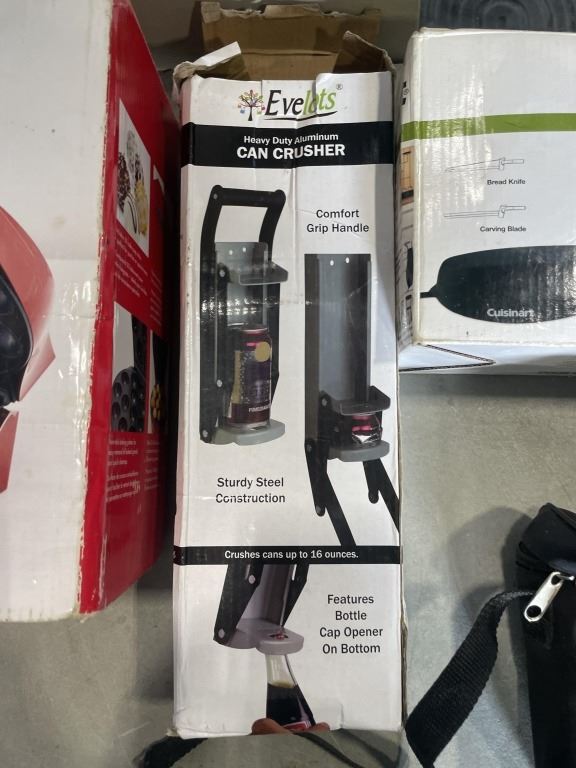 Evelots®
Heavy Duty Aluminum
CAN CRUSHER
Comfort
Grip Handle
Sturdy Steel
Construction
Crushes cans up to 16 ounces.
Features
Bottle
Cap Opener
On Bottom
Bread Knife
Carving Blade
Cuisinart